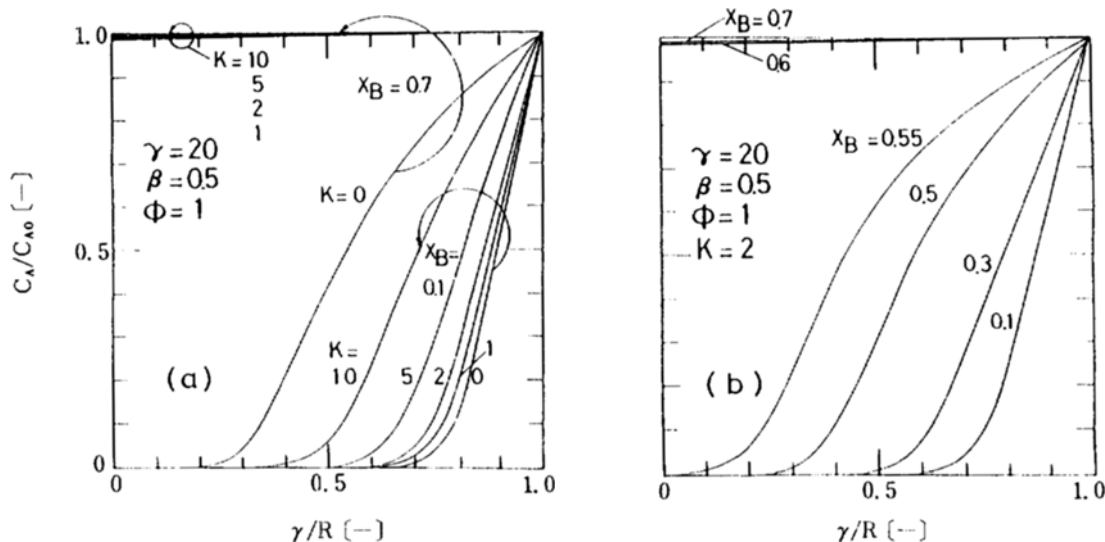 1.0
K = 10
5
2
1
X_B = 0.7
γ = 20
β = 0.5
Φ = 1
K = 0
X_B =
0.1
C_A/C_A0 [—]
0.5
K =
10
5
2
0
1
(a)
0
0
0.5
1.0
γ/R [—]
X_B = 0.7
0.6
X_B = 0.55
γ = 20
β = 0.5
Φ = 1
K = 2
0.5
0.3
0.1
(b)
0
0.5
1.0
γ/R [—]